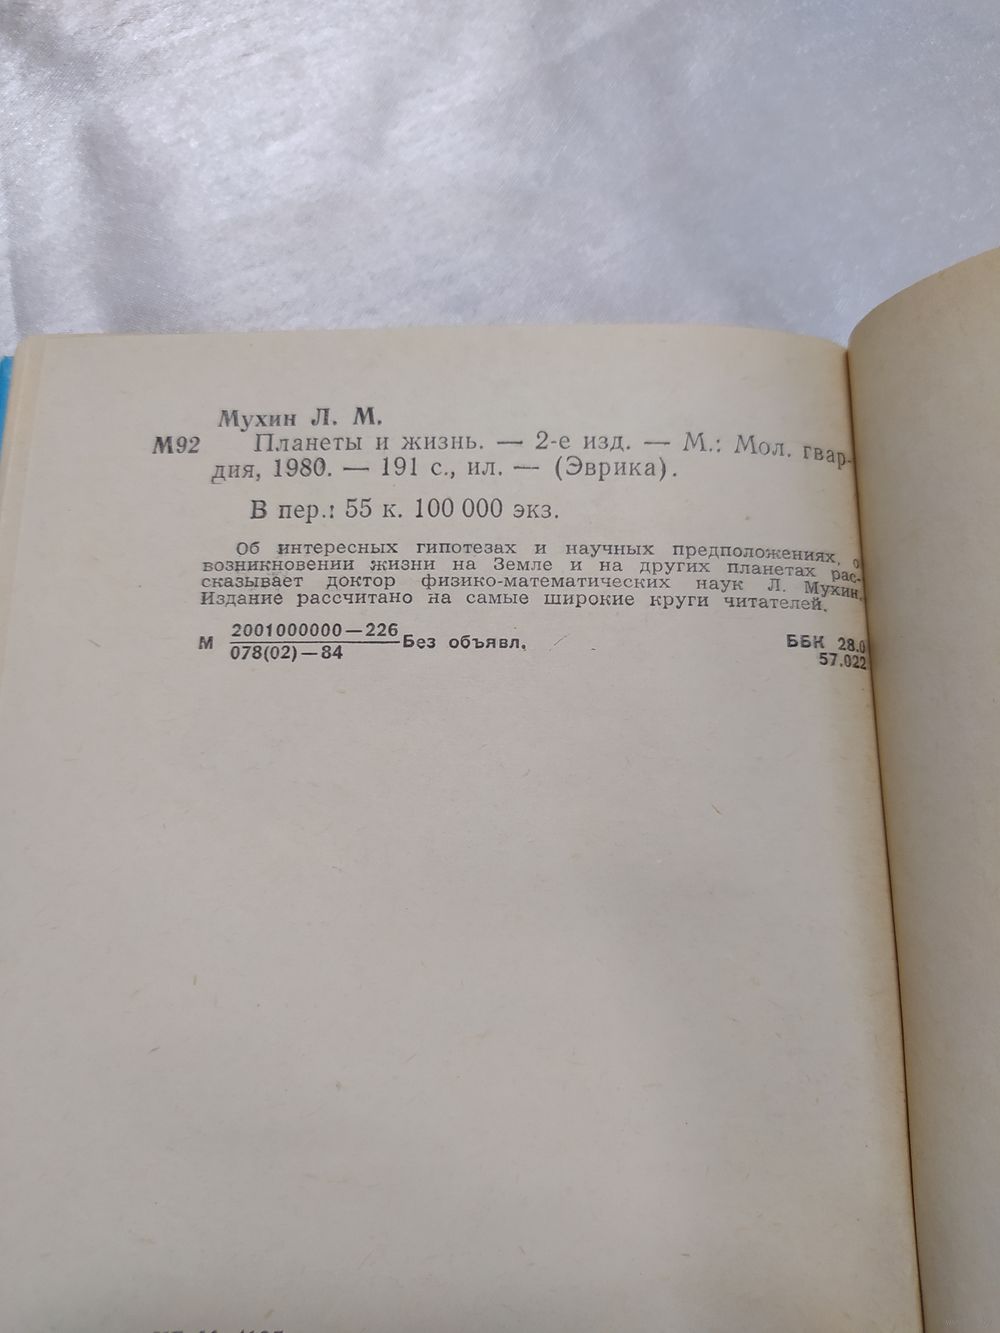 Мухин Л. М.
М92 Планеты и жизнь. — 2-е изд. — М.: Мол. гвар-
дия, 1980. — 191 с., ил. — (Эврика).
В пер.: 55 к. 100 000 экз.
Об интересных гипотезах и научных предположениях, о
возникновении жизни на Земле и на других планетах рас-
сказывает доктор физико-математических наук Л. Мухин.
Издание рассчитано на самые широкие круги читателей.
2001000000—226
М Без объявл.
078(02)—84
ББК 28.0
57.022